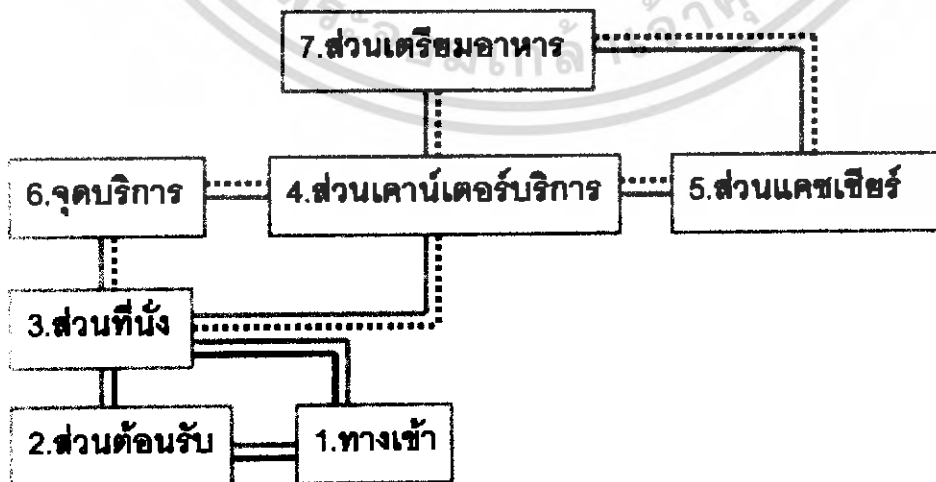 7.ส่วนเตรียมอาหาร
6.จุดบริการ
4.ส่วนเคาน์เตอร์บริการ
5.ส่วนแคชเชียร์
3.ส่วนที่นั่ง
2.ส่วนต้อนรับ
1.ทางเข้า